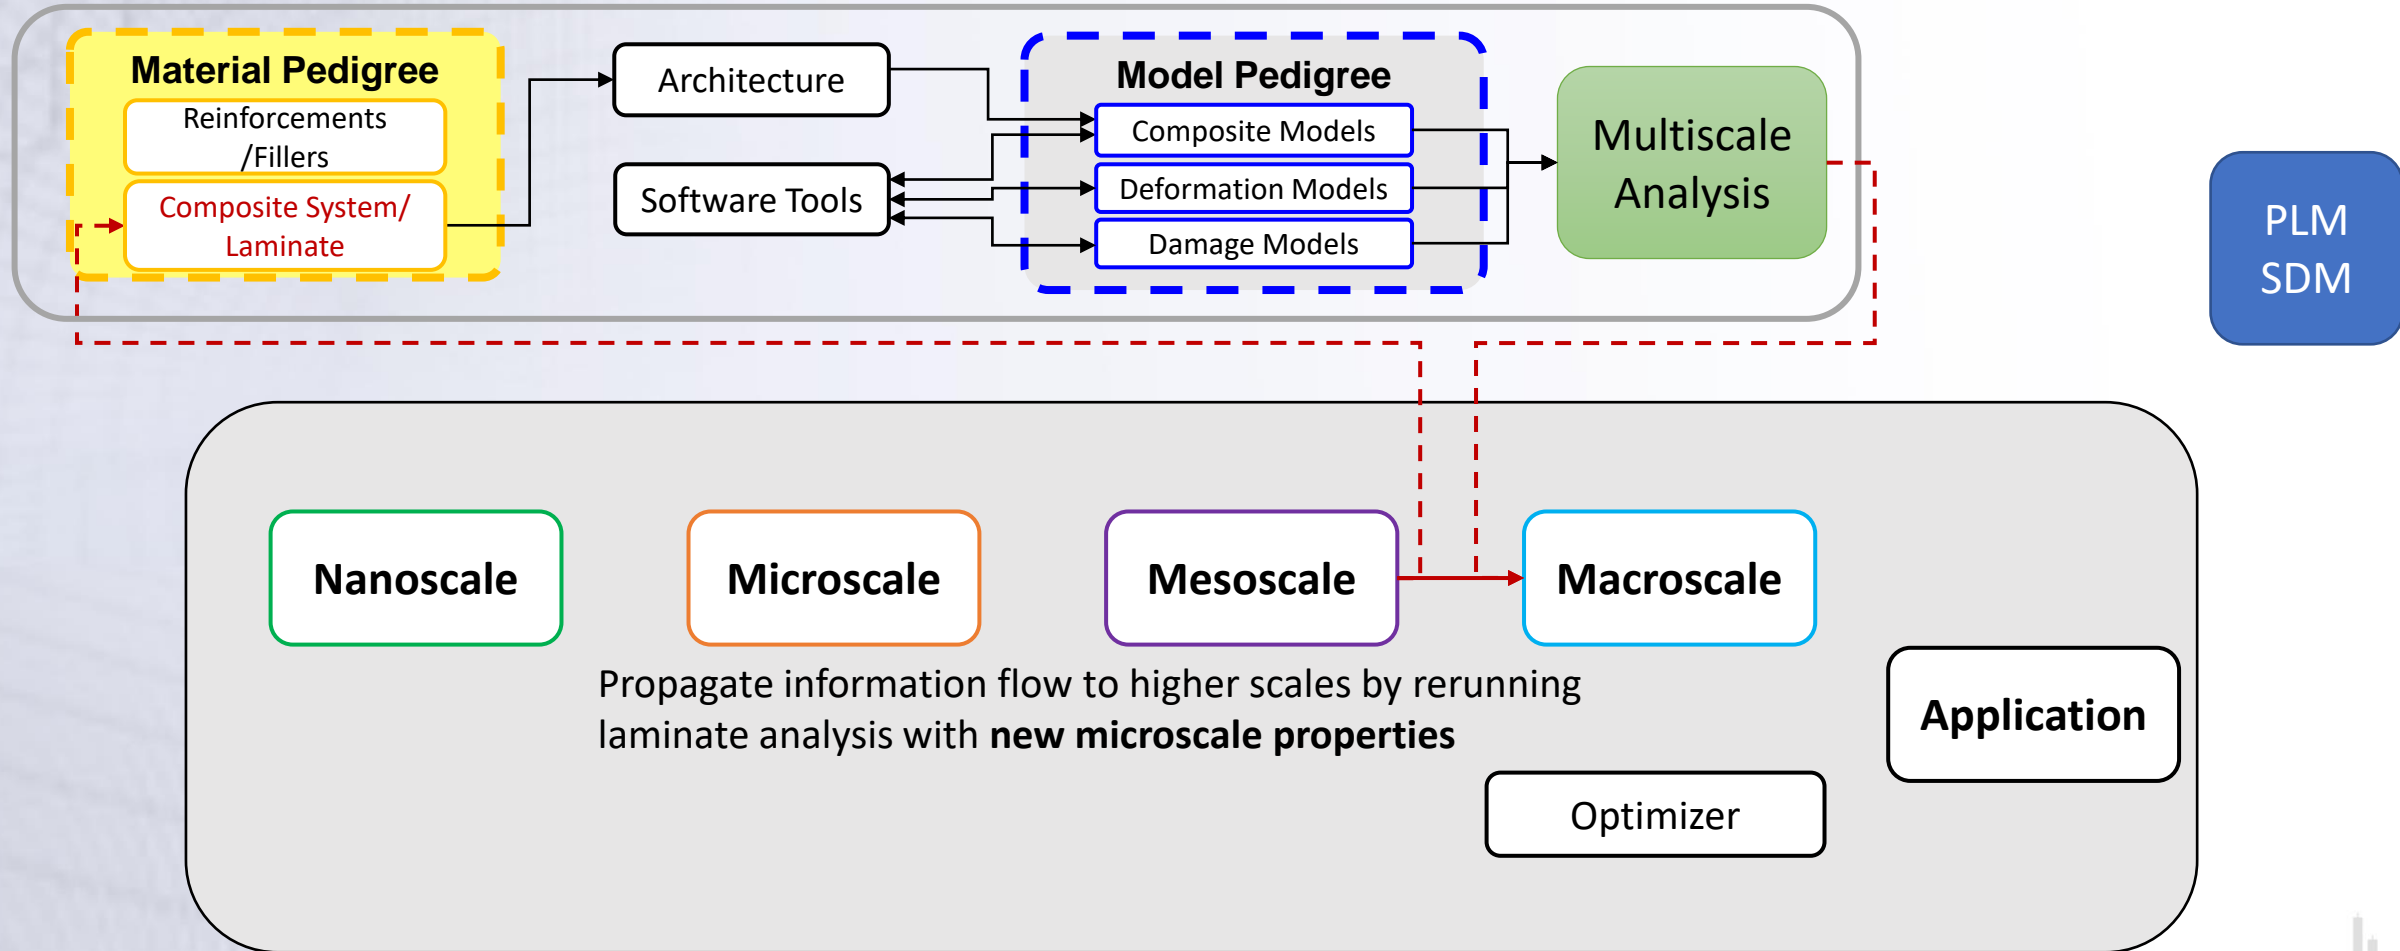 Material Pedigree
Reinforcements
/Fillers
Composite System/
Laminate
Architecture
Software Tools
Model Pedigree
Composite Models
Deformation Models
Damage Models
Multiscale
Analysis
PLM
SDM
Nanoscale
Microscale
Mesoscale
Macroscale
Propagate information flow to higher scales by rerunning
laminate analysis with new microscale properties
Application
Optimizer